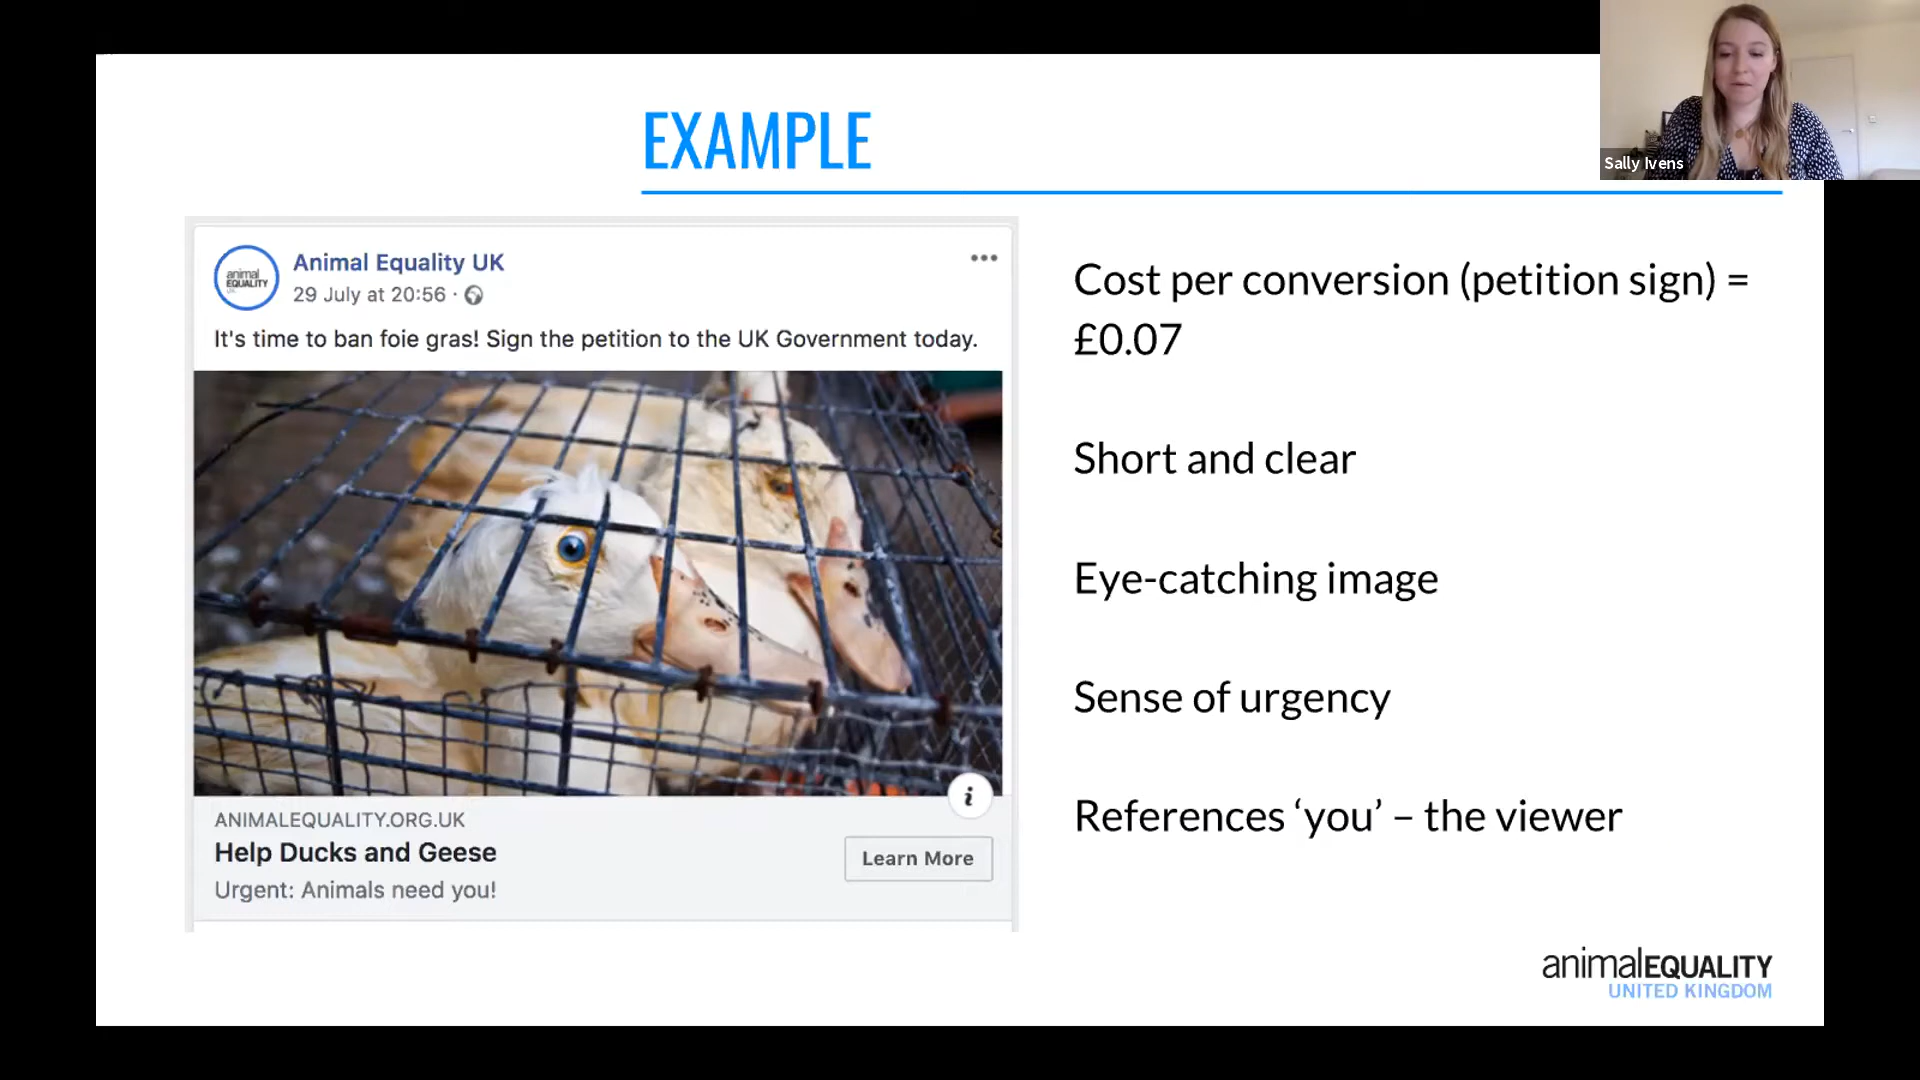 EXAMPLE
Sally Ivens
animal
EQUALITY
UK
Animal Equality UK
29 July at 20:56 ·
It's time to ban foie gras! Sign the petition to the UK Government today.
i
ANIMALEQUALITY.ORG.UK
Help Ducks and Geese
Urgent: Animals need you!
Learn More
Cost per conversion (petition sign) =
£0.07
Short and clear
Eye-catching image
Sense of urgency
References ‘you’ – the viewer
animalEQUALITY
UNITED KINGDOM